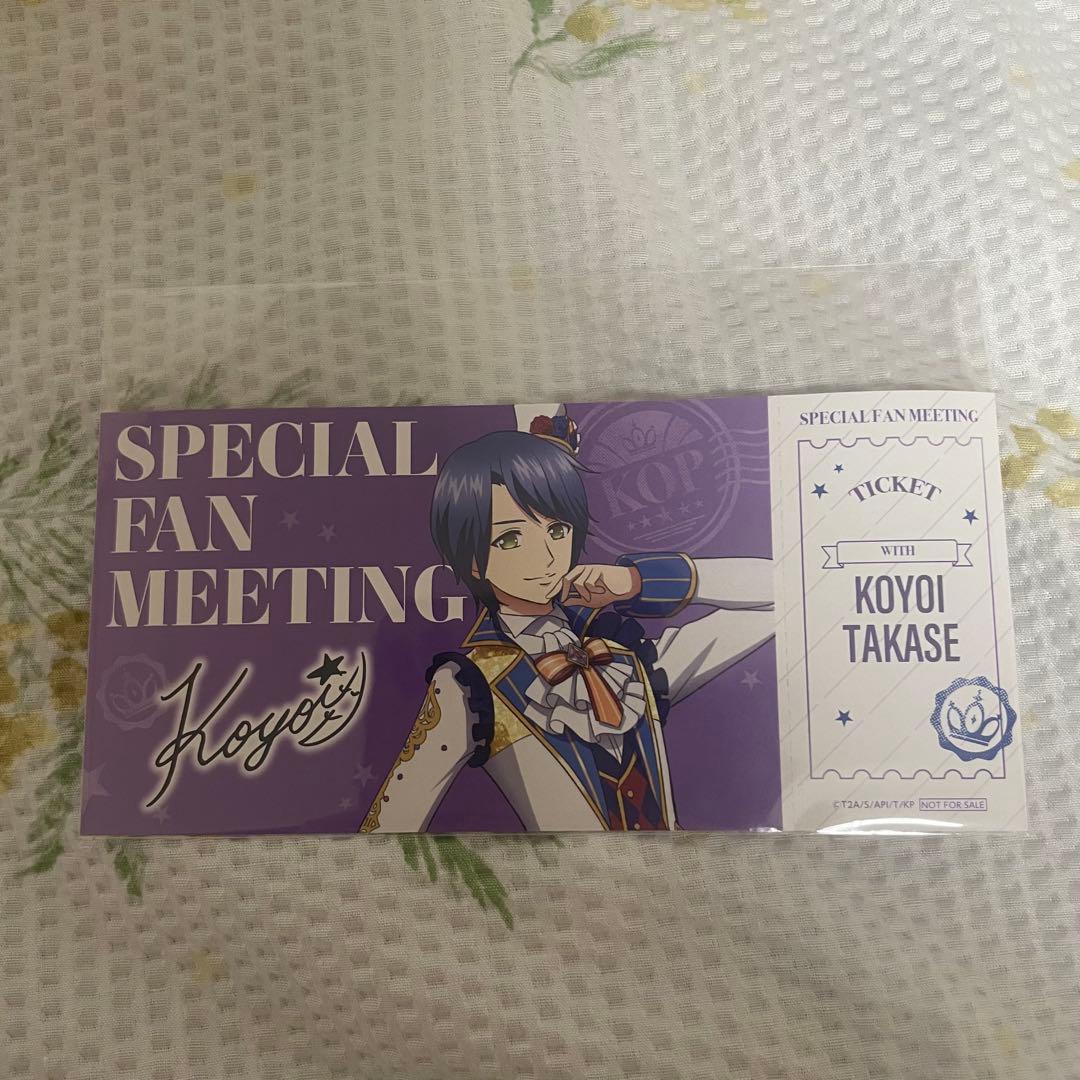 SPECIAL
FAN
MEETING
Koyoi
KOP
SPECIAL FAN MEETING
TICKET
WITH
KOYOI
TAKASE
©T2A/S/API/T/KP NOT FOR SALE